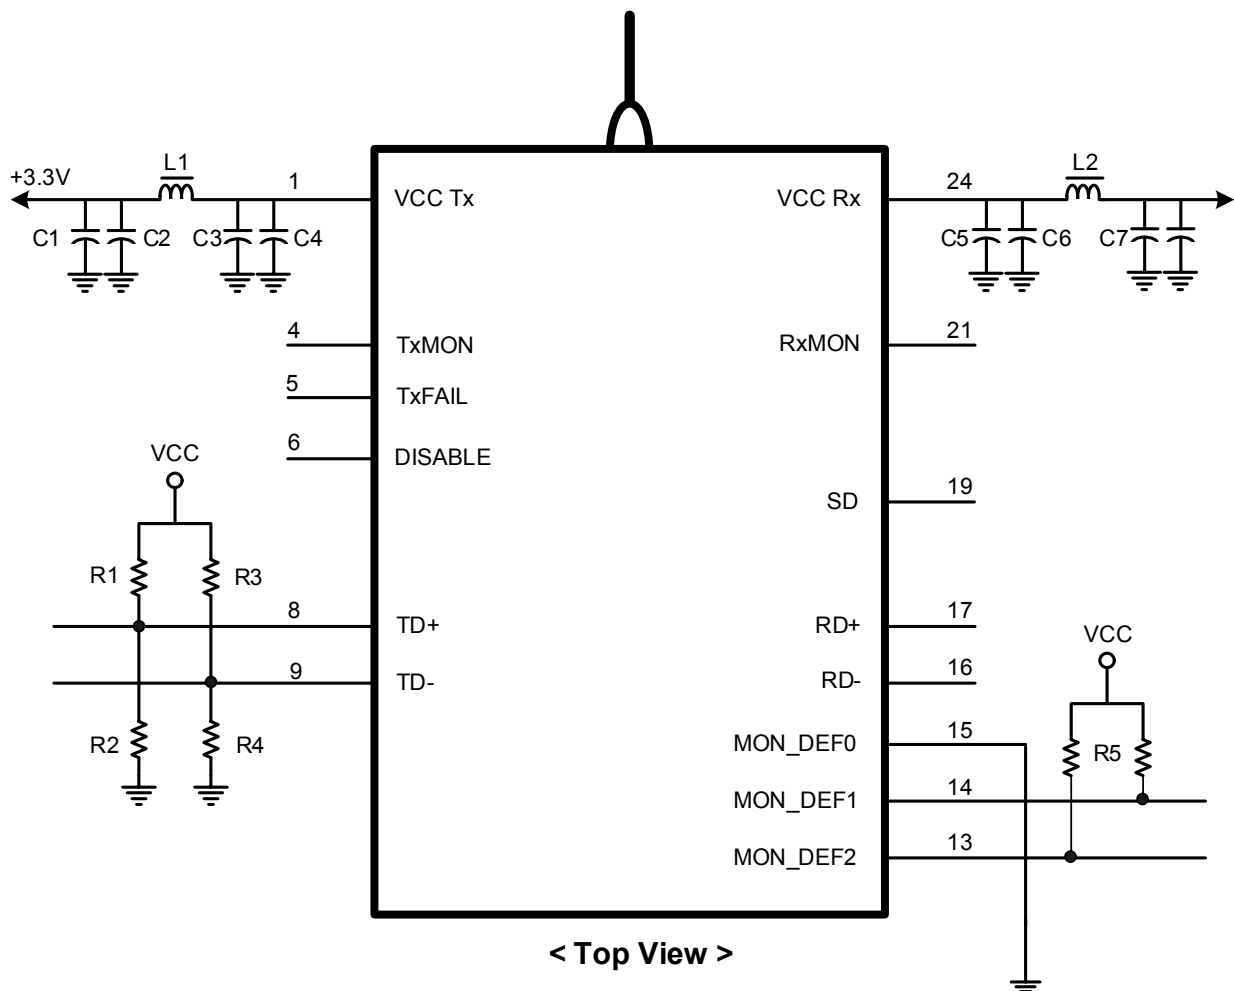 +3.3V
L1
1
VCC Tx
C1
C2
C3
C4
VCC Rx
24
L2
C5
C6
C7
4
TxMON
RxMON
21
5
TxFAIL
6
DISABLE
SD
19
VCC
R1
R3
8
TD+
RD+
17
9
TD-
RD-
16
VCC
R2
R4
MON_DEF0
15
R5
MON_DEF1
14
MON_DEF2
13
< Top View >